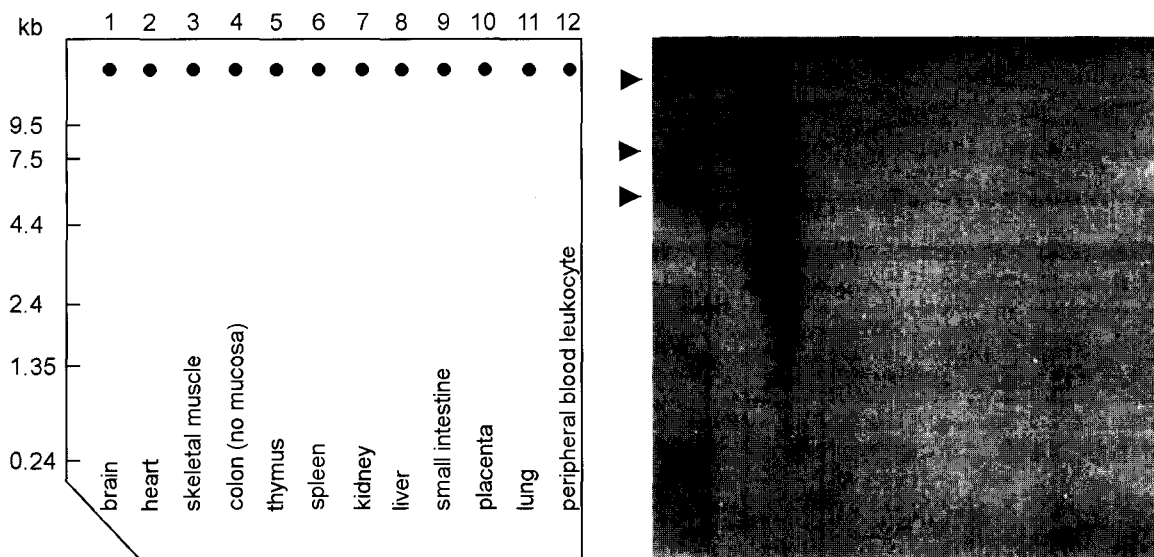 kb 1 2 3 4 5 6 7 8 9 10 11 12
9.5
7.5
4.4
2.4
1.35
0.24
brain
heart
skeletal muscle
colon (no mucosa)
thymus
spleen
kidney
liver
small intestine
placenta
lung
peripheral blood leukocyte